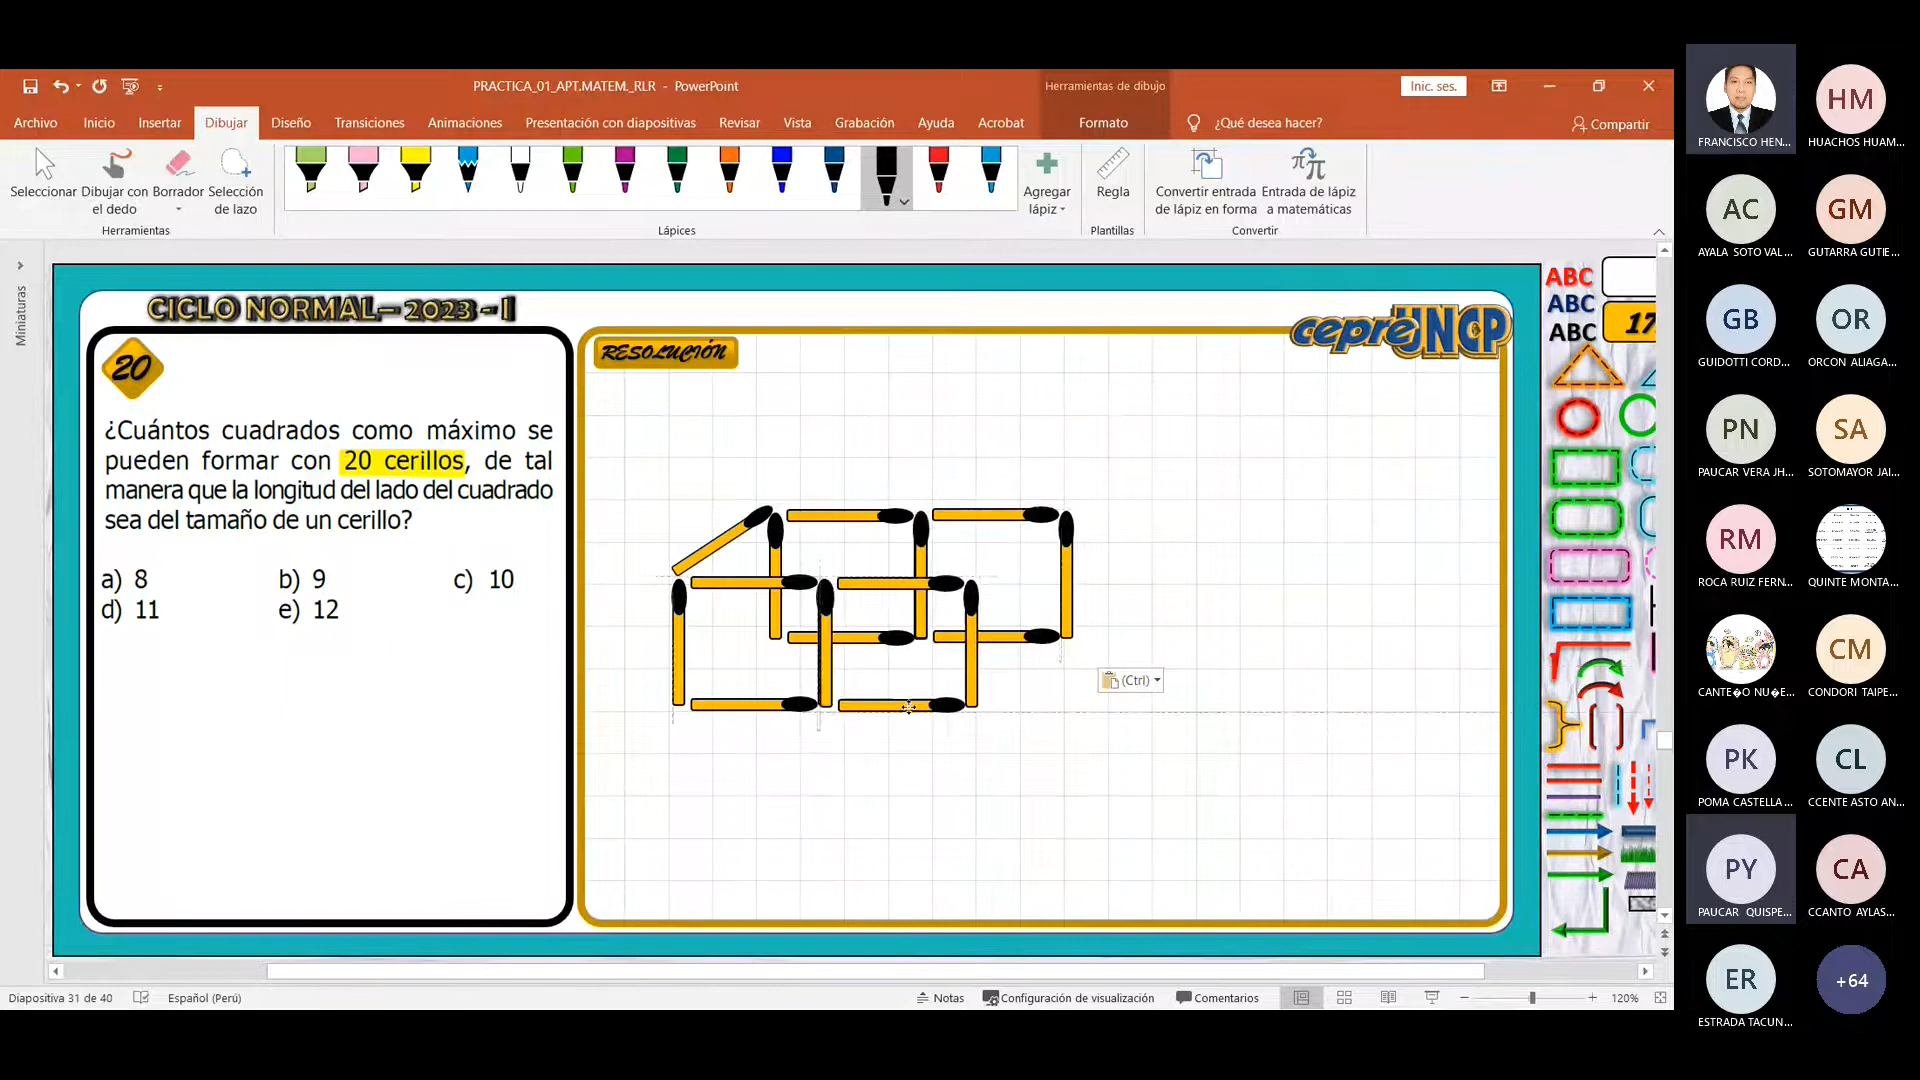 PRACTICA_01_APT.MATEM._RLR - PowerPoint
Herramientas de dibujo
Inic. ses.
Archivo Inicio Insertar Dibujar Diseño Transiciones Animaciones Presentación con diapositivas Revisar Vista Grabación Ayuda Acrobat Formato ¿Qué desea hacer? Compartir
Seleccionar
Dibujar con el dedo
Borrador
Selección de lazo
Herramientas
Lápices
Agregar lápiz
Regla
Plantillas
Convertir entrada de lápiz en forma
Entrada de lápiz a matemáticas
Convertir
Miniaturas
CICLO NORMAL – 2023 - I
cepreUNCP
20
RESOLUCIÓN
¿Cuántos cuadrados como máximo se
pueden formar con 20 cerillos, de tal
manera que la longitud del lado del cuadrado
sea del tamaño de un cerillo?
a) 8 b) 9 c) 10
d) 11 e) 12
(Ctrl)
ABC
ABC
ABC
17
Diapositiva 31 de 40
Español (Perú)
Notas
Configuración de visualización
Comentarios
120%
FRANCISCO HEN...
HM
HUACHOS HUAM...
AC
AYALA SOTO VAL...
GM
GUTARRA GUTIE...
GB
GUIDOTTI CORD...
OR
ORCON ALIAGA...
PN
PAUCAR VERA JH...
SA
SOTOMAYOR JAI...
RM
ROCA RUIZ FERN...
QUINTE MONTA...
CANTE�O NU�E...
CM
CONDORI TAIPE...
PK
POMA CASTELLA...
CL
CCENTE ASTO AN...
PY
PAUCAR QUISPE...
CA
CCANTO AYLAS...
ER
ESTRADA TACUN...
+64